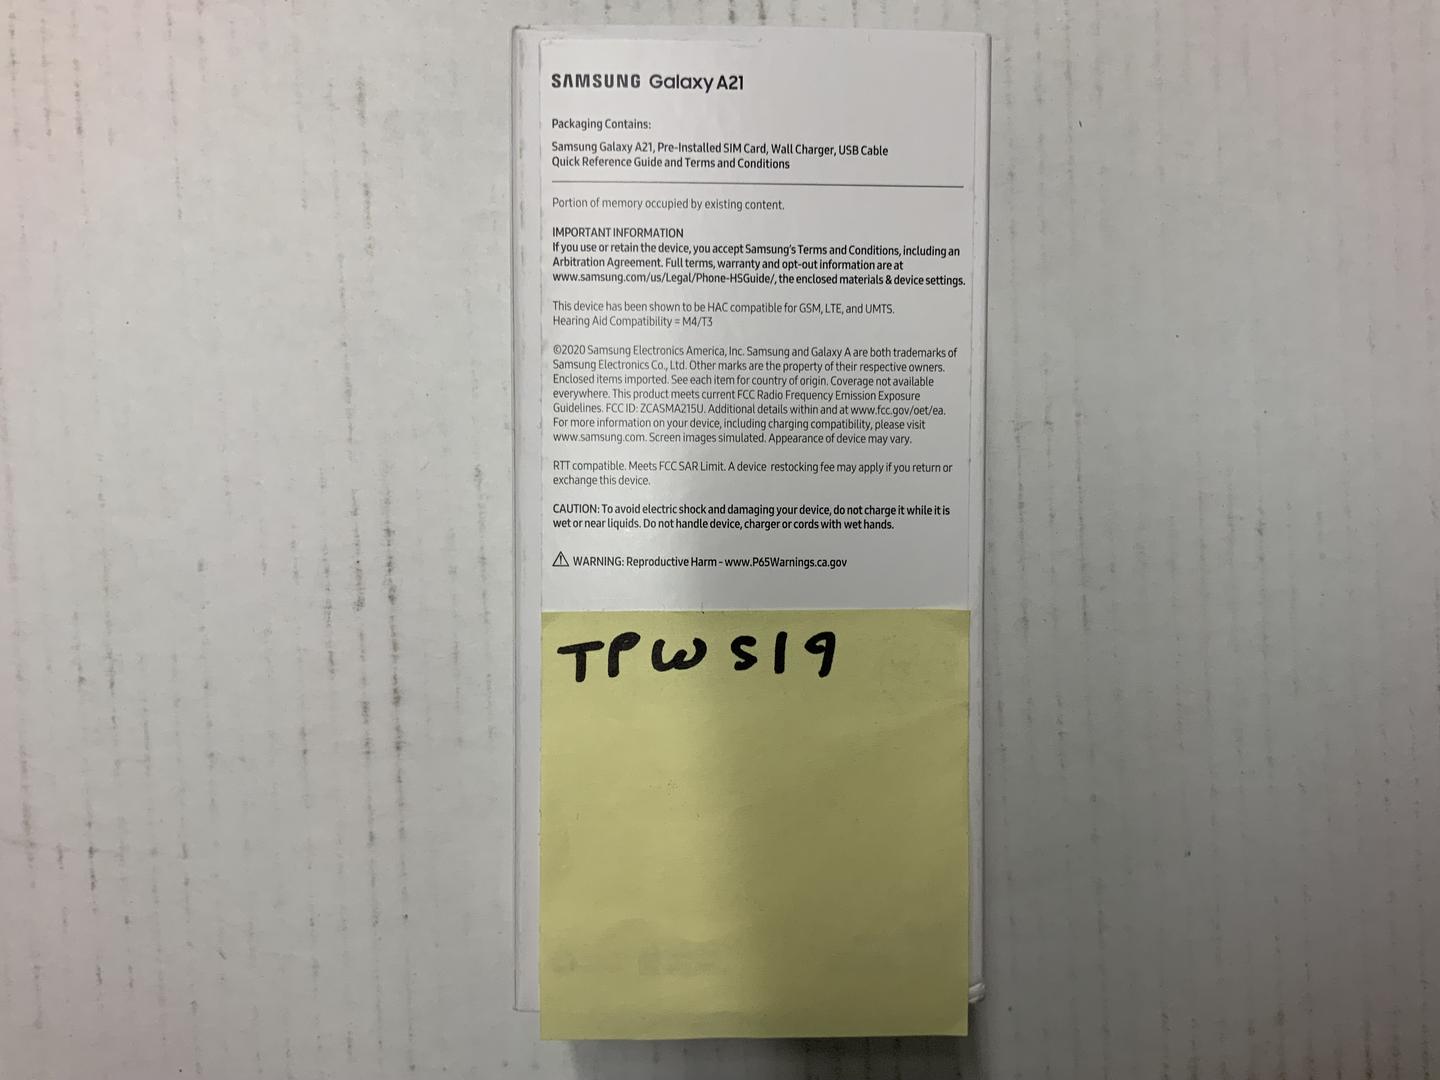 SAMSUNG Galaxy A21
Packaging Contains:
Samsung Galaxy A21, Pre-Installed SIM Card, Wall Charger, USB Cable
Quick Reference Guide and Terms and Conditions
Portion of memory occupied by existing content.
IMPORTANT INFORMATION
If you use or retain the device, you accept Samsung's Terms and Conditions, including an
Arbitration Agreement. Full terms, warranty and opt-out information are at
www.samsung.com/us/Legal/Phone-HSGuide/, the enclosed materials & device settings.
This device has been shown to be HAC compatible for GSM, LTE, and UMTS.
Hearing Aid Compatibility = M4/T3
©2020 Samsung Electronics America, Inc. Samsung and Galaxy A are both trademarks of
Samsung Electronics Co., Ltd. Other marks are the property of their respective owners.
Enclosed items imported. See each item for country of origin. Coverage not available
everywhere. This product meets current FCC Radio Frequency Emission Exposure
Guidelines. FCC ID: ZCASMA215U. Additional details within and at www.fcc.gov/oet/ea.
For more information on your device, including charging compatibility, please visit
www.samsung.com. Screen images simulated. Appearance of device may vary.
RTT compatible. Meets FCC SAR Limit. A device restocking fee may apply if you return or
exchange this device.
CAUTION: To avoid electric shock and damaging your device, do not charge it while it is
wet or near liquids. Do not handle device, charger or cords with wet hands.
⚠ WARNING: Reproductive Harm - www.P65Warnings.ca.gov
TPW S19